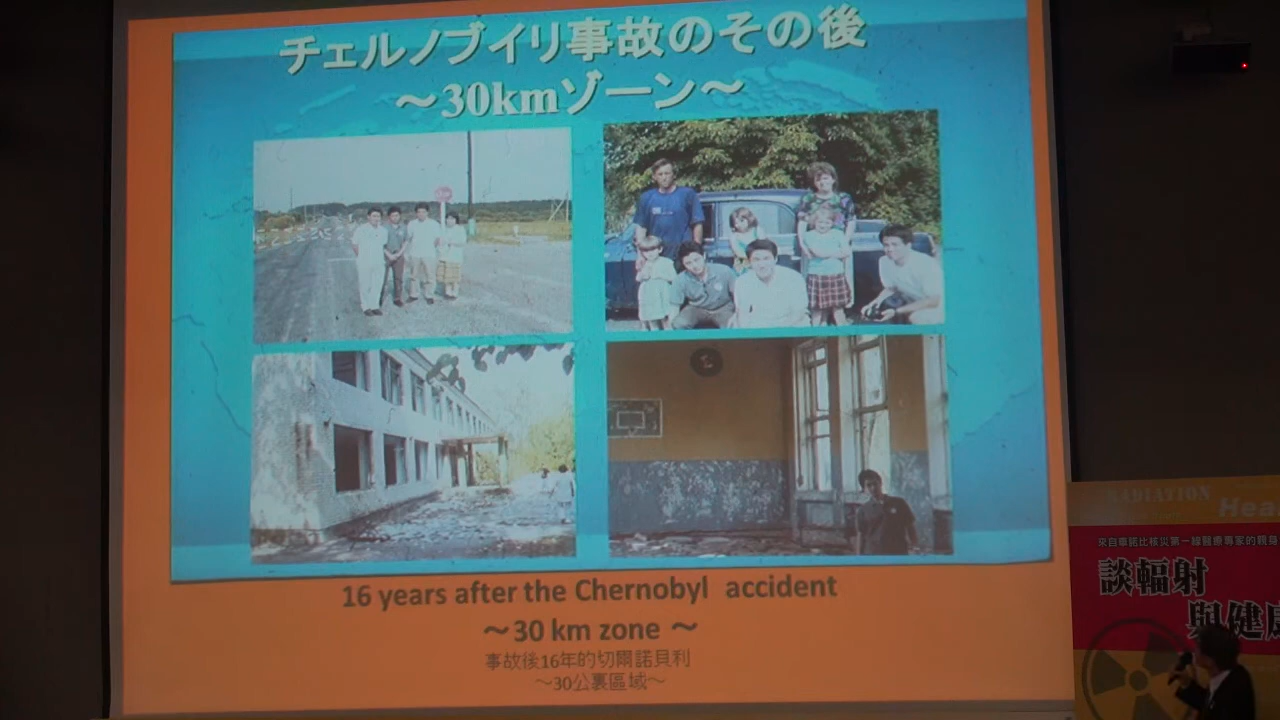 チェルノブイリ事故のその後
～30kmゾーン～
16 years after the Chernobyl accident
～30 km zone ～
事故後16年的切爾諾貝利
～30公裏區域～
RADIATION
Hea
來自車諾比核災第一線醫療專家的親身
談輻射
與健康